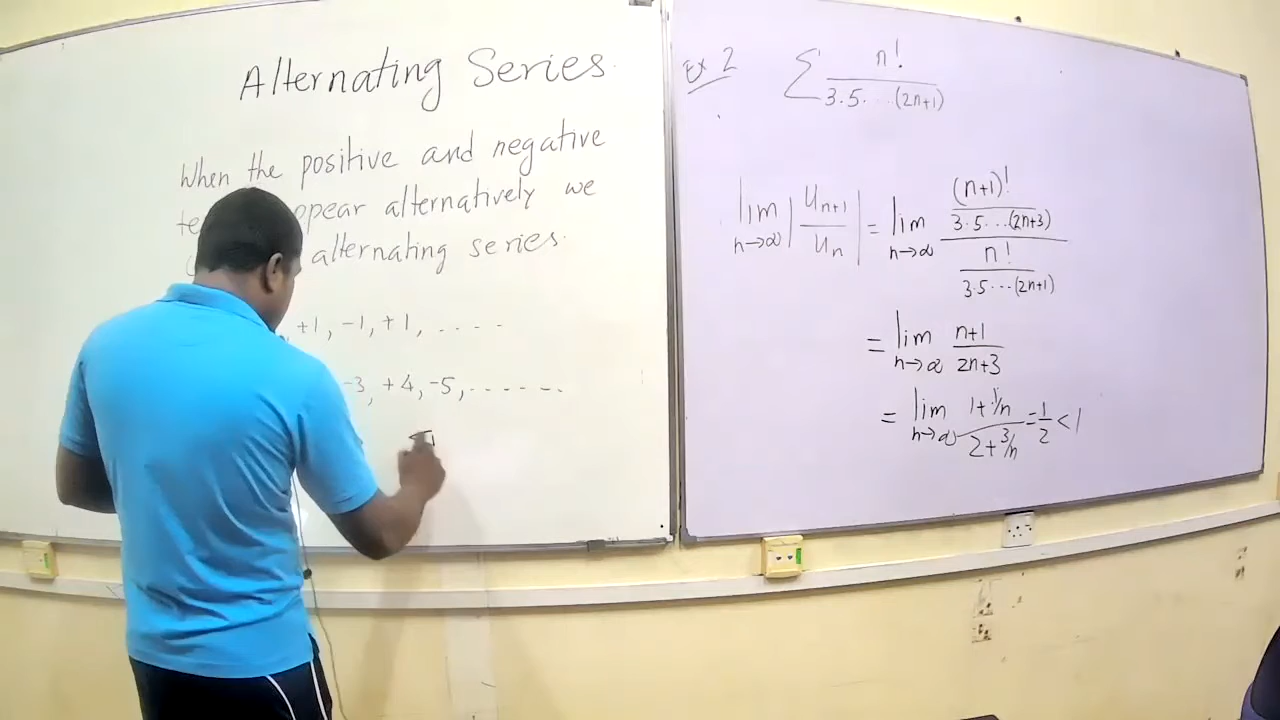 Alternating Series
When the positive and negative
appear alternatively we
alternating series.
+1, -1, +1, ....
-3, +4, -5, .......
Ex 2
∑ n! / 3.5....(2n+1)
lim n→∞ | u_{n+1} / u_n | = lim n→∞ ((n+1)! / 3.5...(2n+3)) / (n! / 3.5...(2n+1))
= lim n→∞ (n+1) / (2n+3)
= lim n→∞ (1+1/n) / (2+3/n) = 1/2 < 1